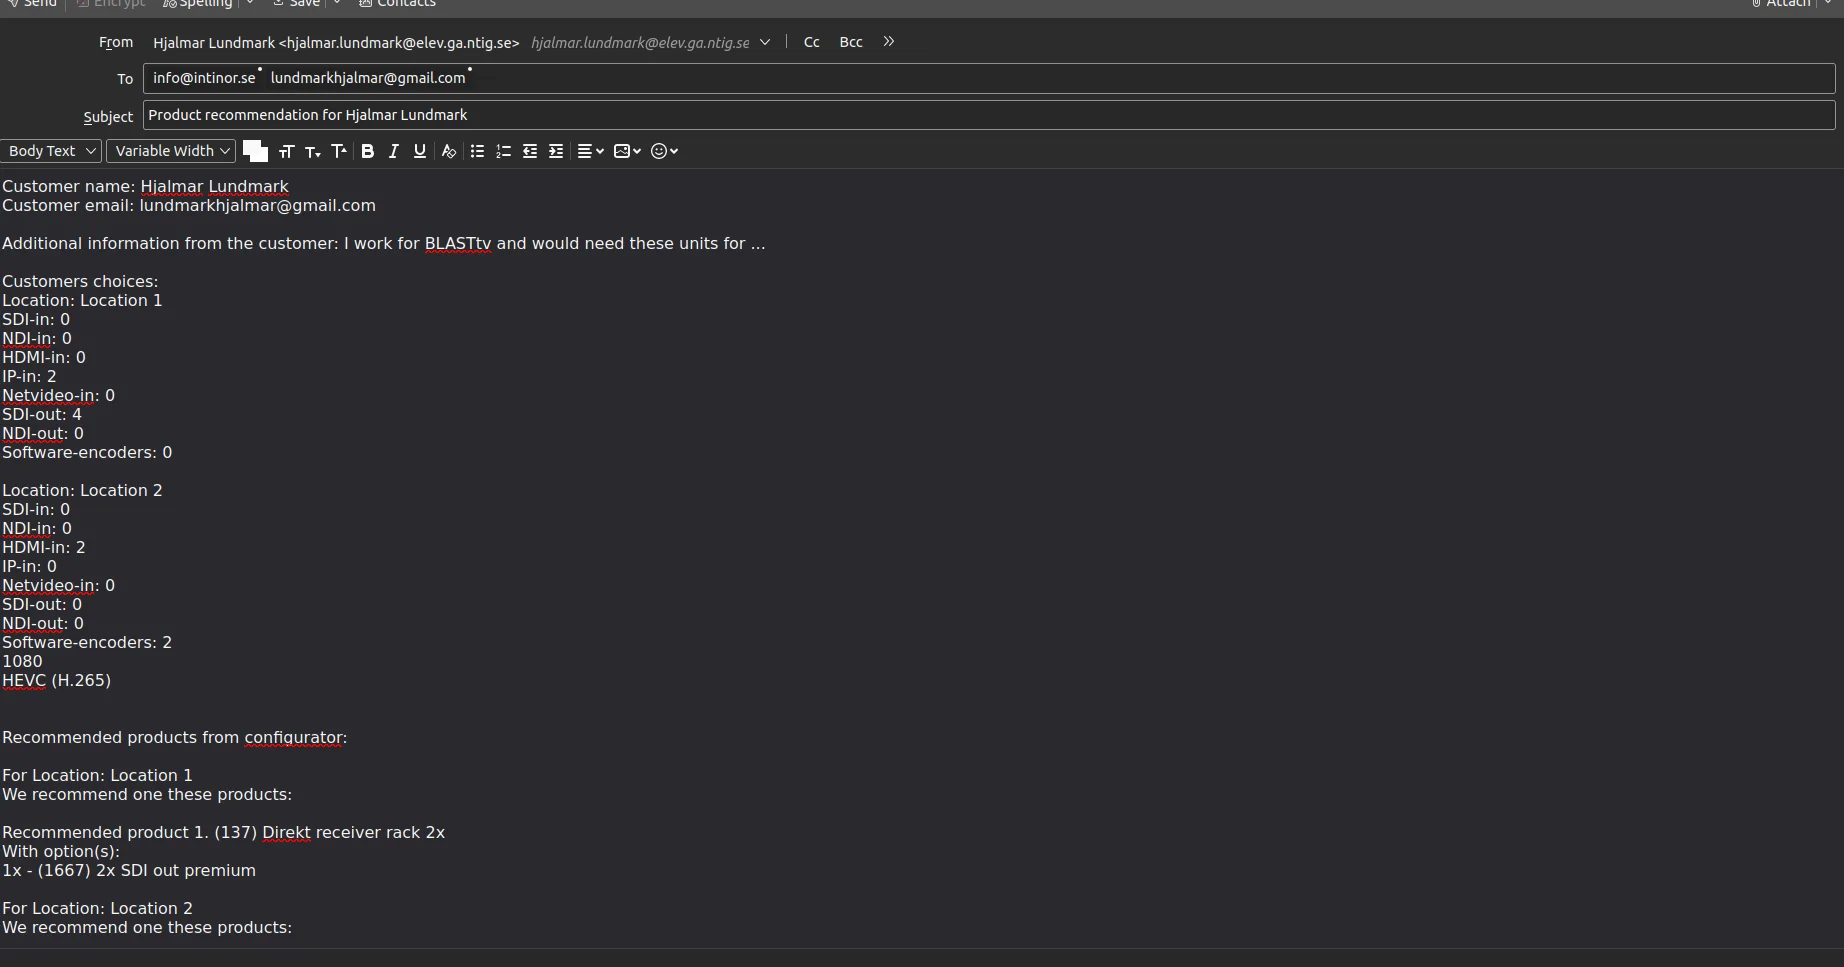 Send Encrypt Spelling Save Contacts Attach
From Hjalmar Lundmark <hjalmar.lundmark@elev.ga.ntig.se> hjalmar.lundmark@elev.ga.ntig.se Cc Bcc
To info@intinor.se lundmarkhjalmar@gmail.com
Subject Product recommendation for Hjalmar Lundmark
Body Text Variable Width
Customer name: Hjalmar Lundmark
Customer email: lundmarkhjalmar@gmail.com
Additional information from the customer: I work for BLASTtv and would need these units for ...
Customers choices:
Location: Location 1
SDI-in: 0
NDI-in: 0
HDMI-in: 0
IP-in: 2
Netvideo-in: 0
SDI-out: 4
NDI-out: 0
Software-encoders: 0
Location: Location 2
SDI-in: 0
NDI-in: 0
HDMI-in: 2
IP-in: 0
Netvideo-in: 0
SDI-out: 0
NDI-out: 0
Software-encoders: 2
1080
HEVC (H.265)
Recommended products from configurator:
For Location: Location 1
We recommend one these products:
Recommended product 1. (137) Direkt receiver rack 2x
With option(s):
1x - (1667) 2x SDI out premium
For Location: Location 2
We recommend one these products: